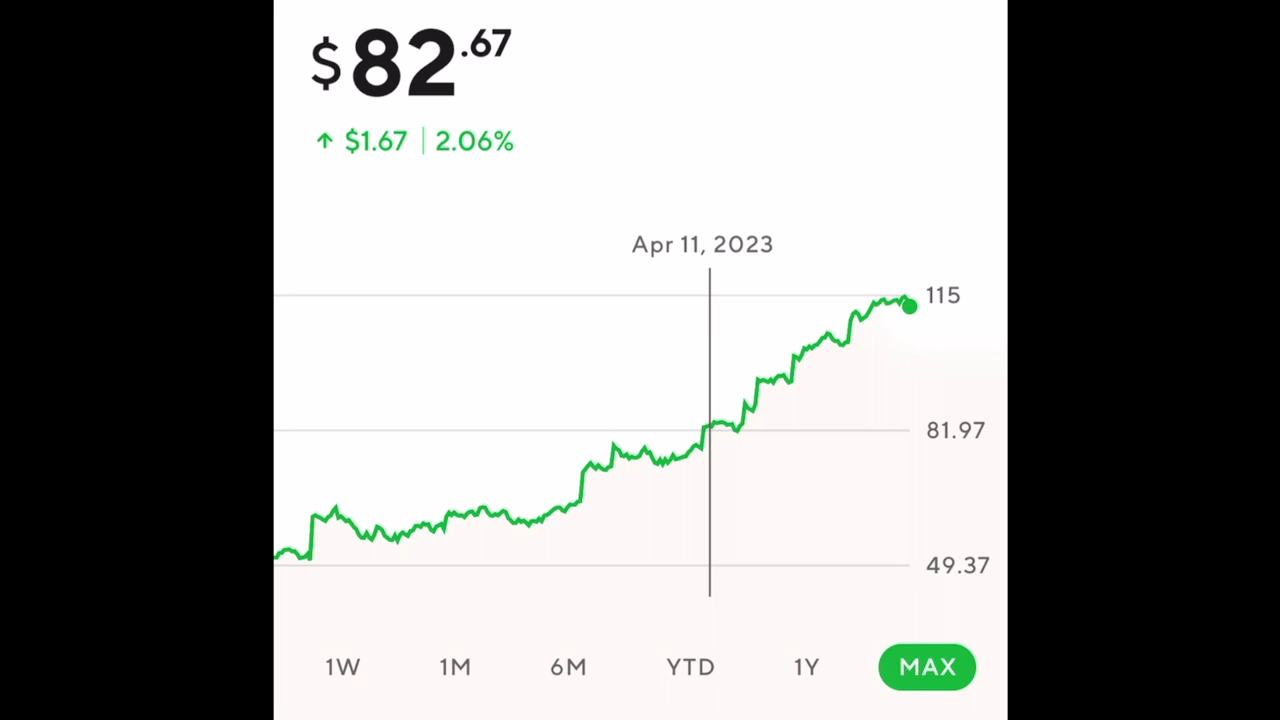 $82.67
↑ $1.67 | 2.06%
Apr 11, 2023
115
81.97
49.37
1W 1M 6M YTD 1Y MAX